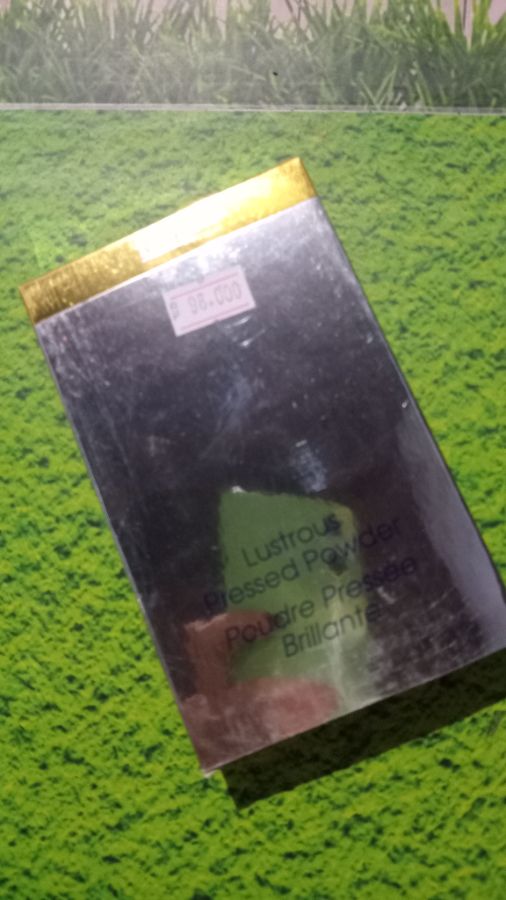 98.000
Lustrous
Pressed Powder
Poudre Pressée
Brillante